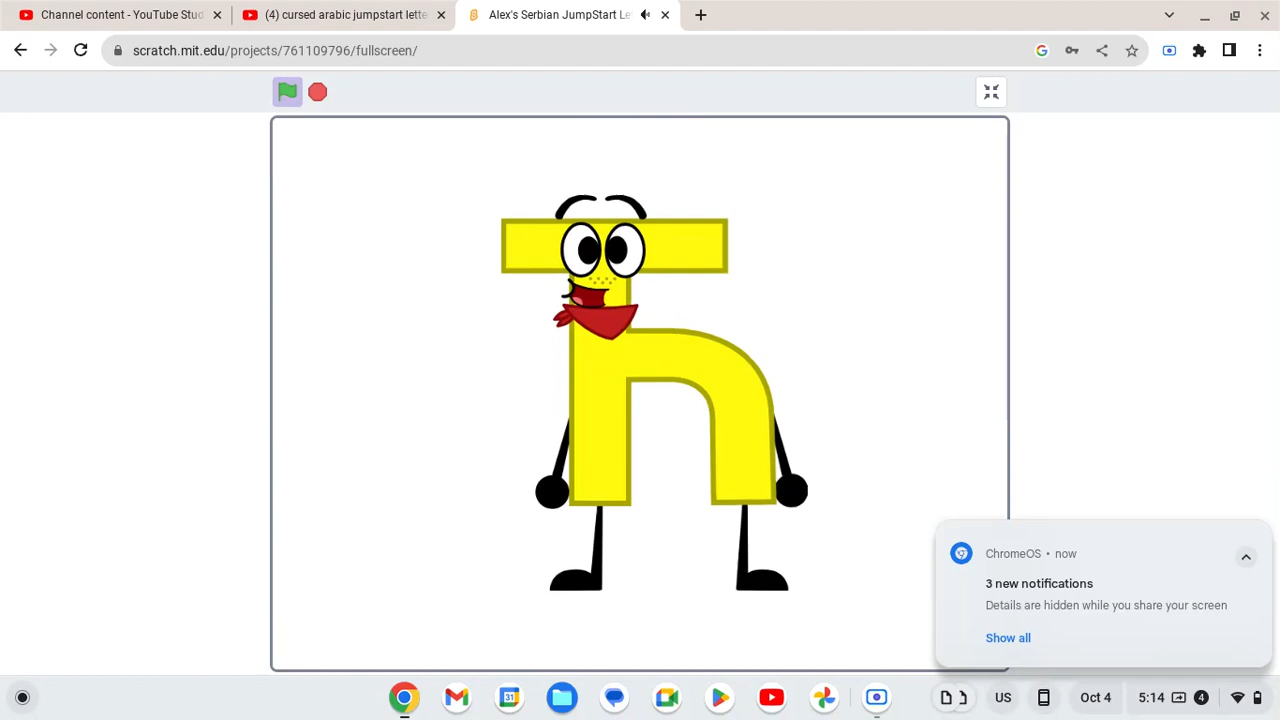 Channel content - YouTube Stud
(4) cursed arabic jumpstart lette
Alex's Serbian JumpStart Le
scratch.mit.edu/projects/761109796/fullscreen/
Ћ
ChromeOS • now
3 new notifications
Details are hidden while you share your screen
Show all
31
US
Oct 4
5:14
4